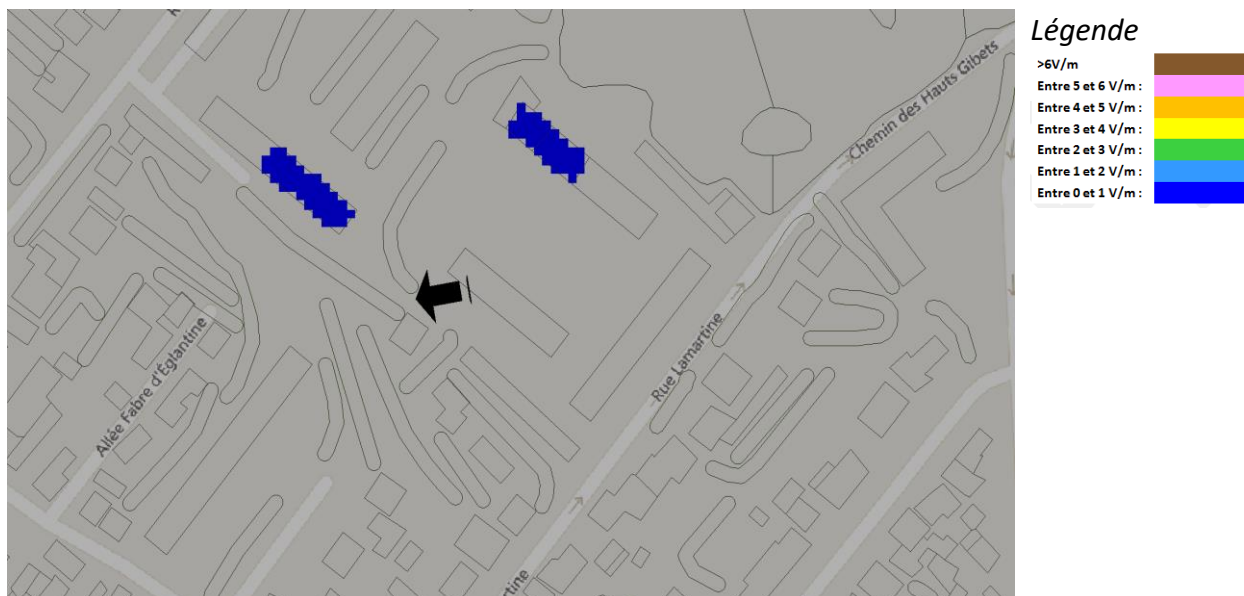 Légende
>6V/m
Entre 5 et 6 V/m :
Entre 4 et 5 V/m :
Entre 3 et 4 V/m :
Entre 2 et 3 V/m :
Entre 1 et 2 V/m :
Entre 0 et 1 V/m :
Chemin des Hauts Gibets
Rue Lamartine
Allée Fabre d'Églantine